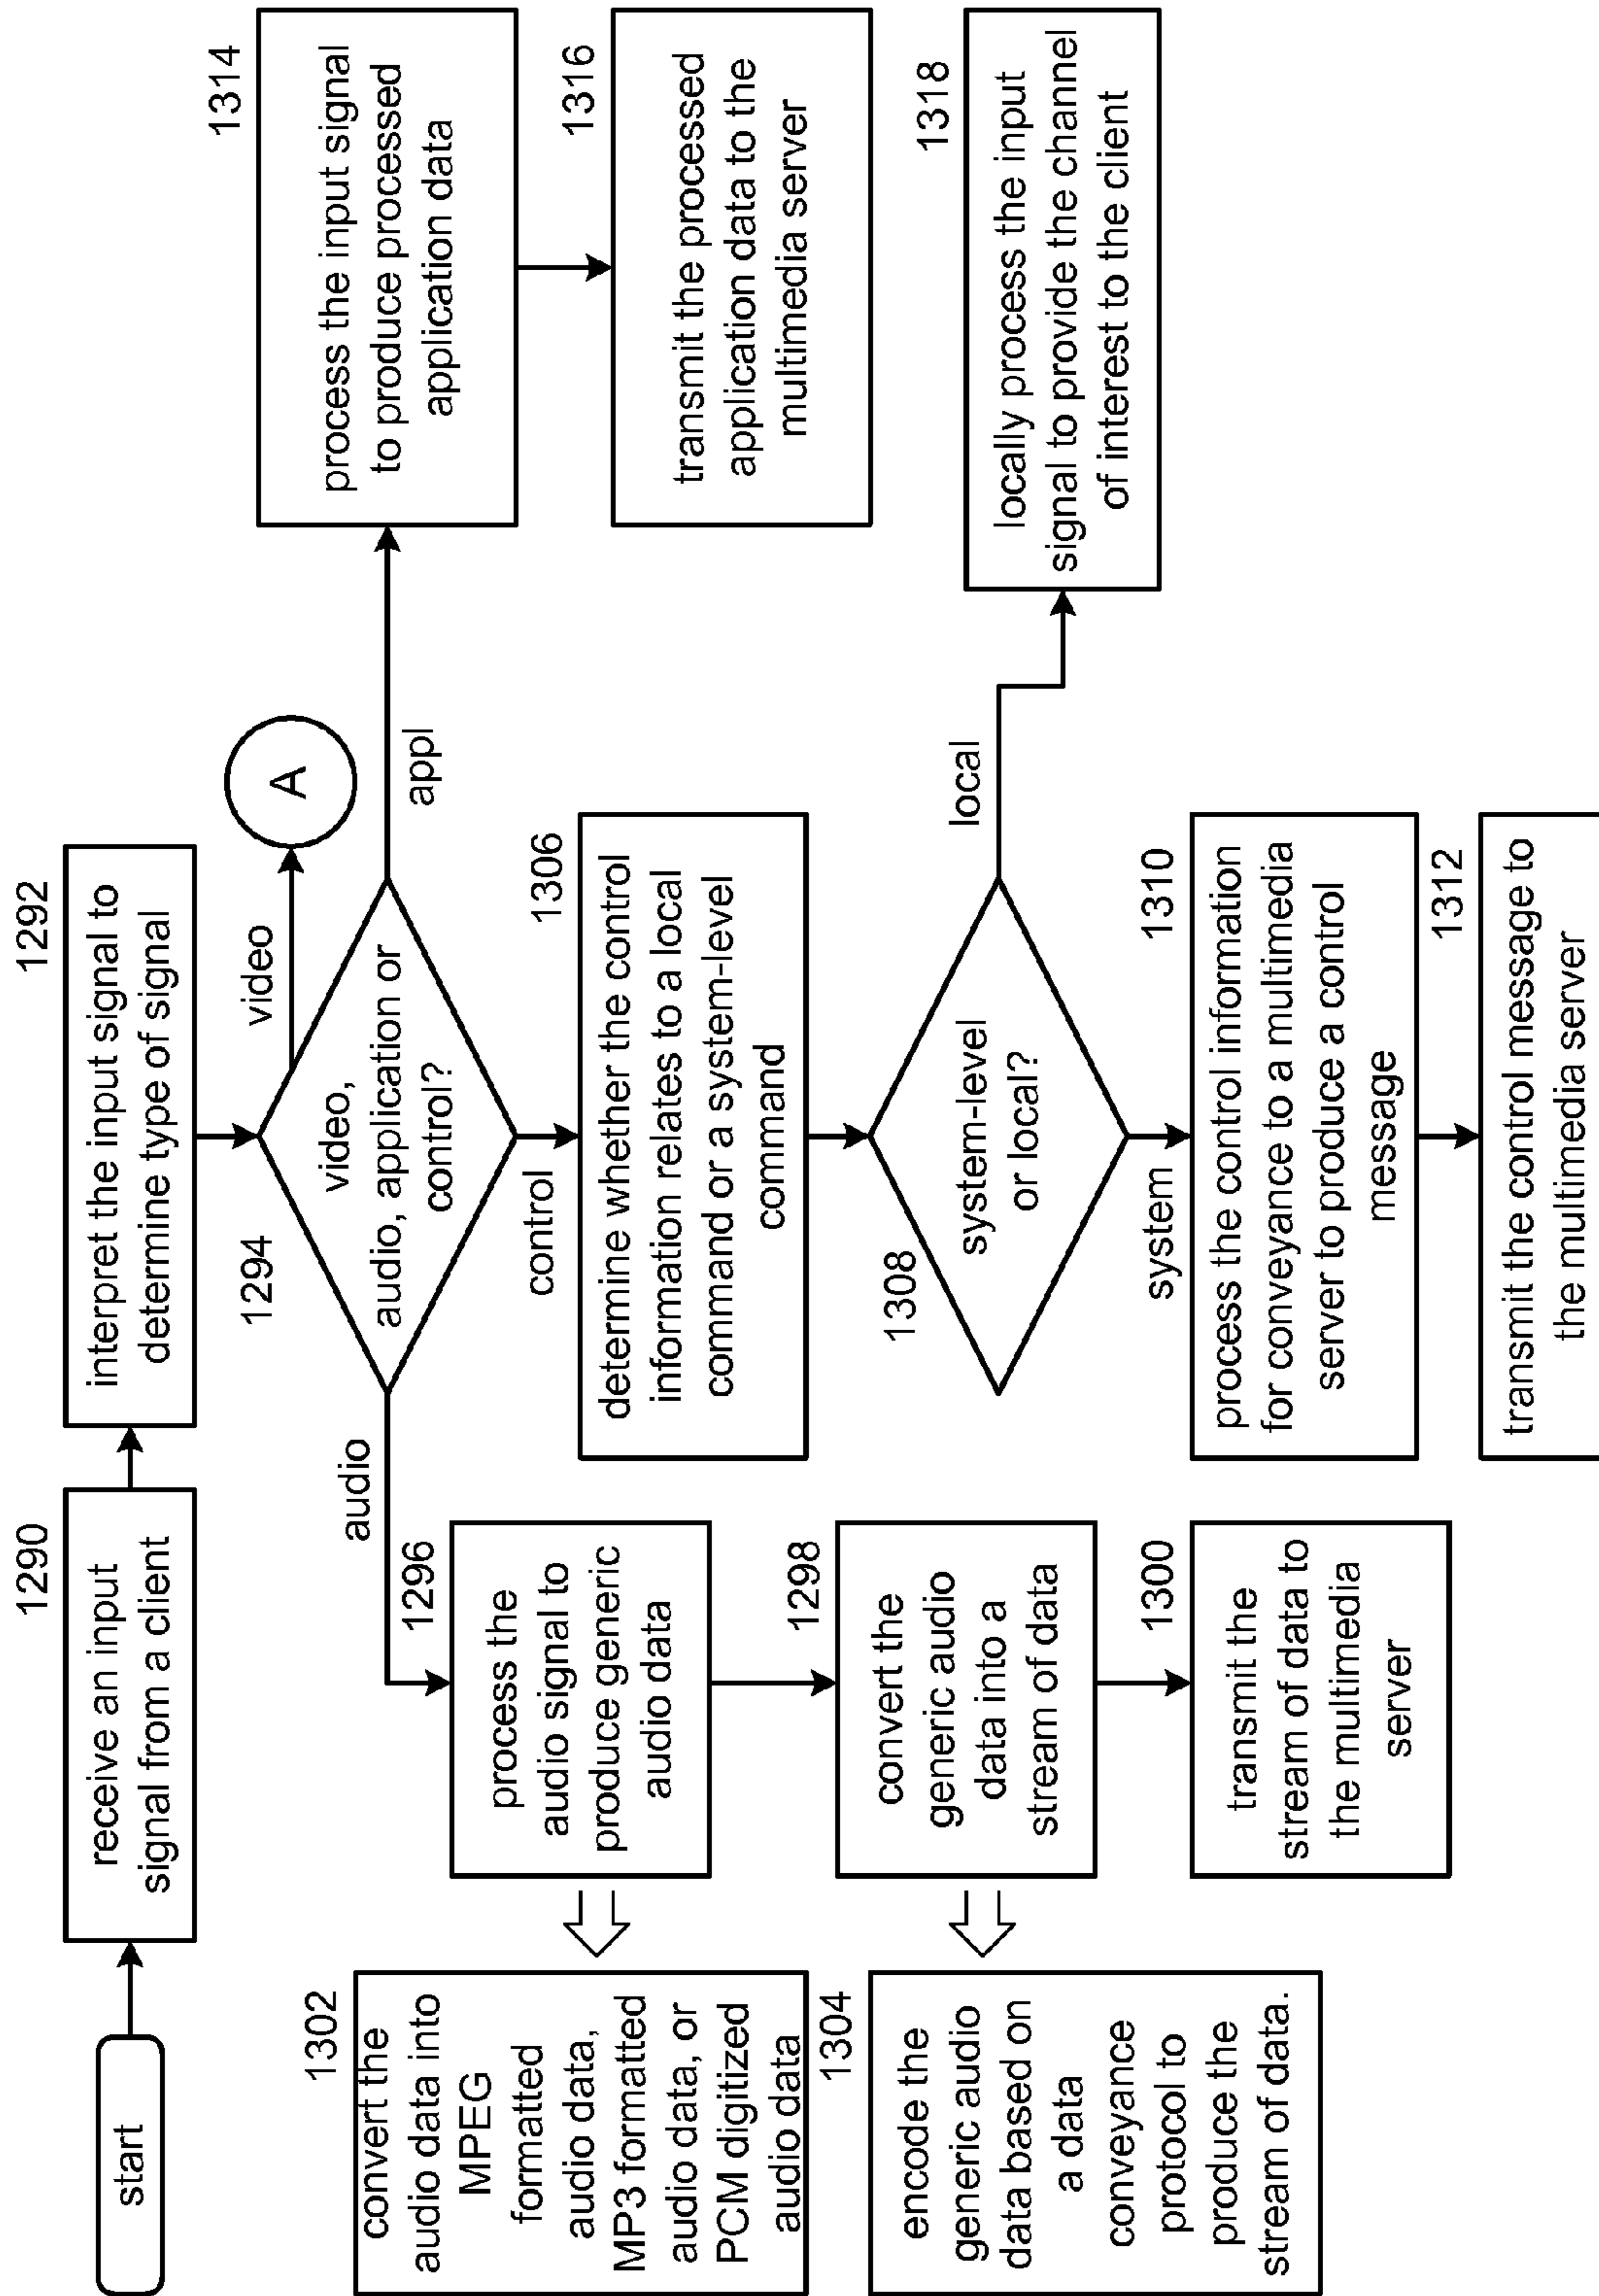 start
1290
receive an input
signal from a client
1292
interpret the input signal to
determine type of signal
1294
video,
audio, application or
control?
video
A
audio
control
appl
1296
process the
audio signal to
produce generic
audio data
1298
convert the
generic audio
data into a
stream of data
1300
transmit the
stream of data to
the multimedia
server
1302
convert the
audio data into
MPEG
formatted
audio data,
MP3 formatted
audio data, or
PCM digitized
audio data
1304
encode the
generic audio
data based on
a data
conveyance
protocol to
produce the
stream of data.
1306
determine whether the control
information relates to a local
command or a system-level
command
1308
system-level
or local?
system
local
1310
process the control information
for conveyance to a multimedia
server to produce a control
message
1312
transmit the control message to
the multimedia server
1314
process the input signal
to produce processed
application data
1316
transmit the processed
application data to the
multimedia server
1318
locally process the input
signal to provide the channel
of interest to the client